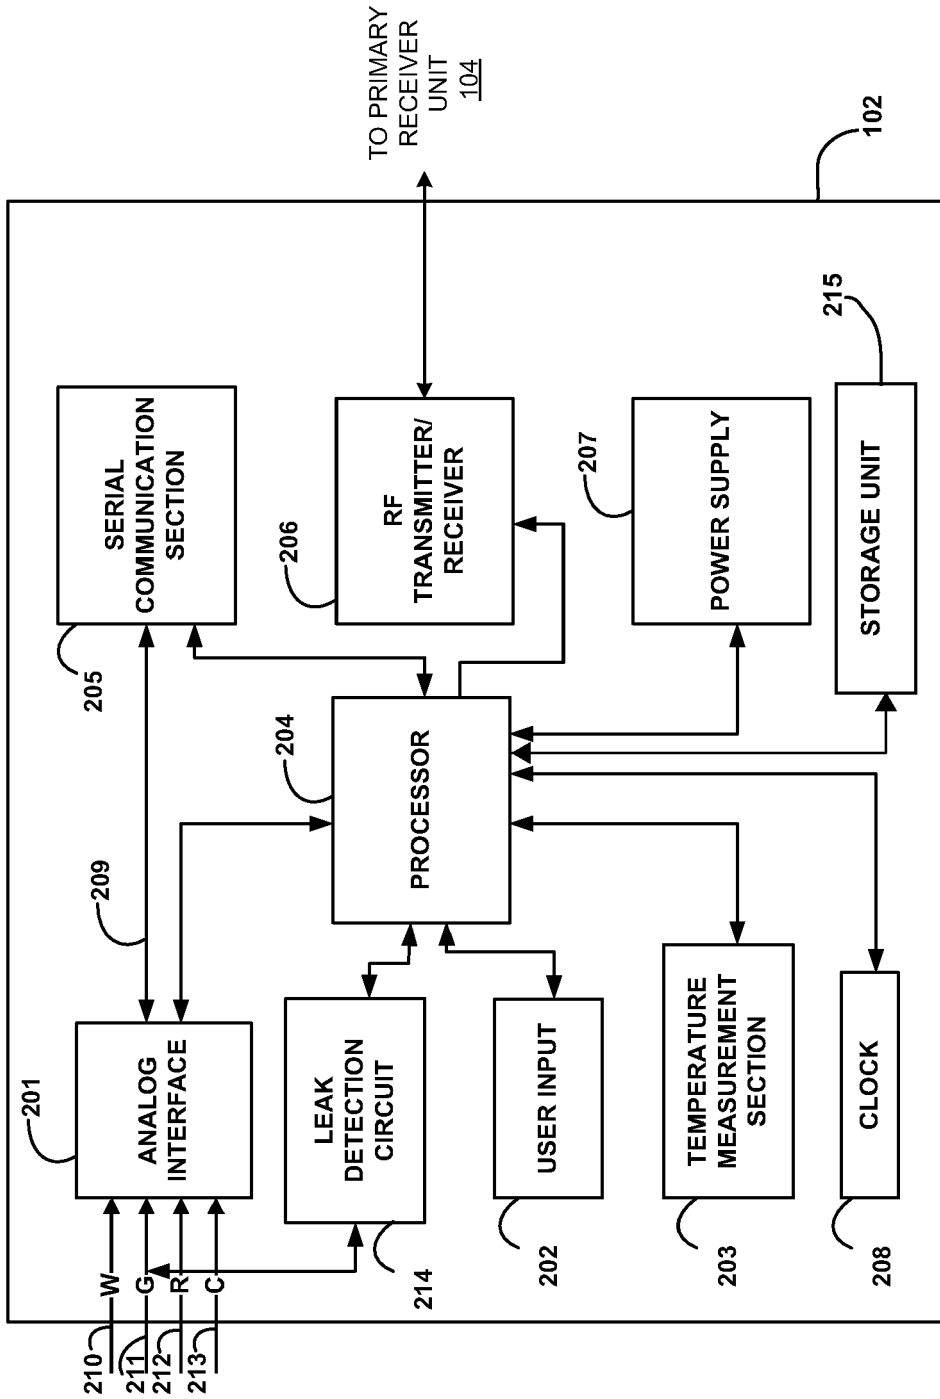 210
W
211
G
212
R
213
C
201
ANALOG
INTERFACE
209
205
SERIAL
COMMUNICATION
SECTION
214
LEAK
DETECTION
CIRCUIT
204
PROCESSOR
206
RF
TRANSMITTER/
RECEIVER
TO PRIMARY
RECEIVER
UNIT
104
202
USER INPUT
203
TEMPERATURE
MEASUREMENT
SECTION
207
POWER SUPPLY
208
CLOCK
STORAGE UNIT
215
102